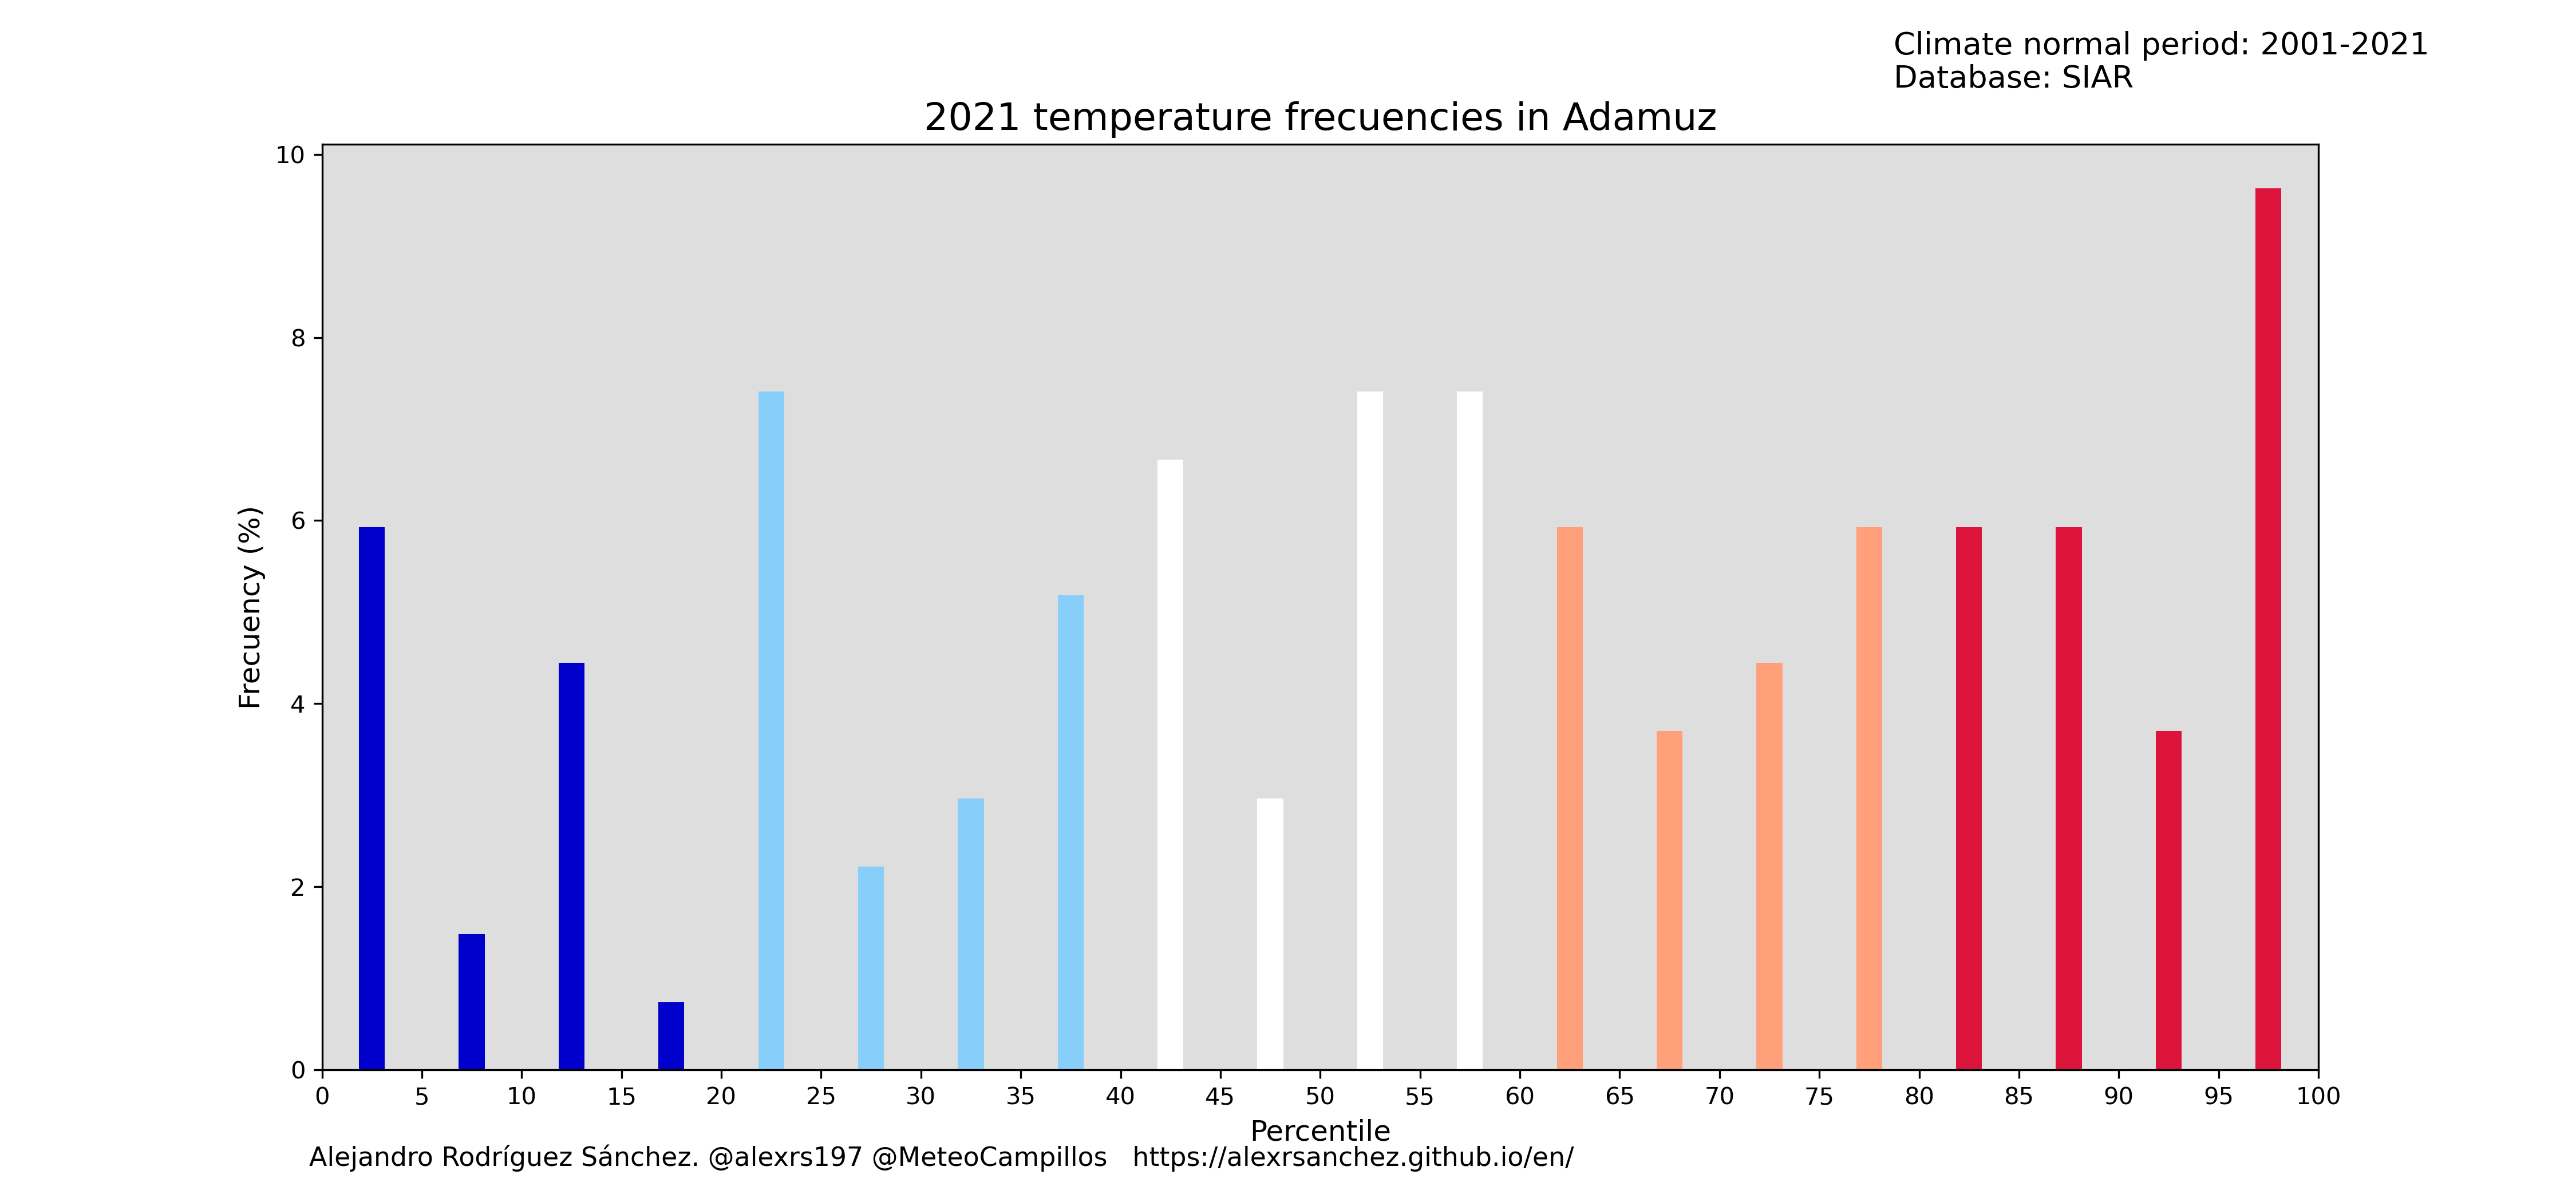 Climate normal period: 2001-2021
Database: SIAR
2021 temperature frecuencies in Adamuz
10
8
6
4
2
0
Frecuency (%)
0 5 10 15 20 25 30 35 40 45 50 55 60 65 70 75 80 85 90 95 100
Percentile
Alejandro Rodríguez Sánchez. @alexrs197 @MeteoCampillos https://alexrsanchez.github.io/en/